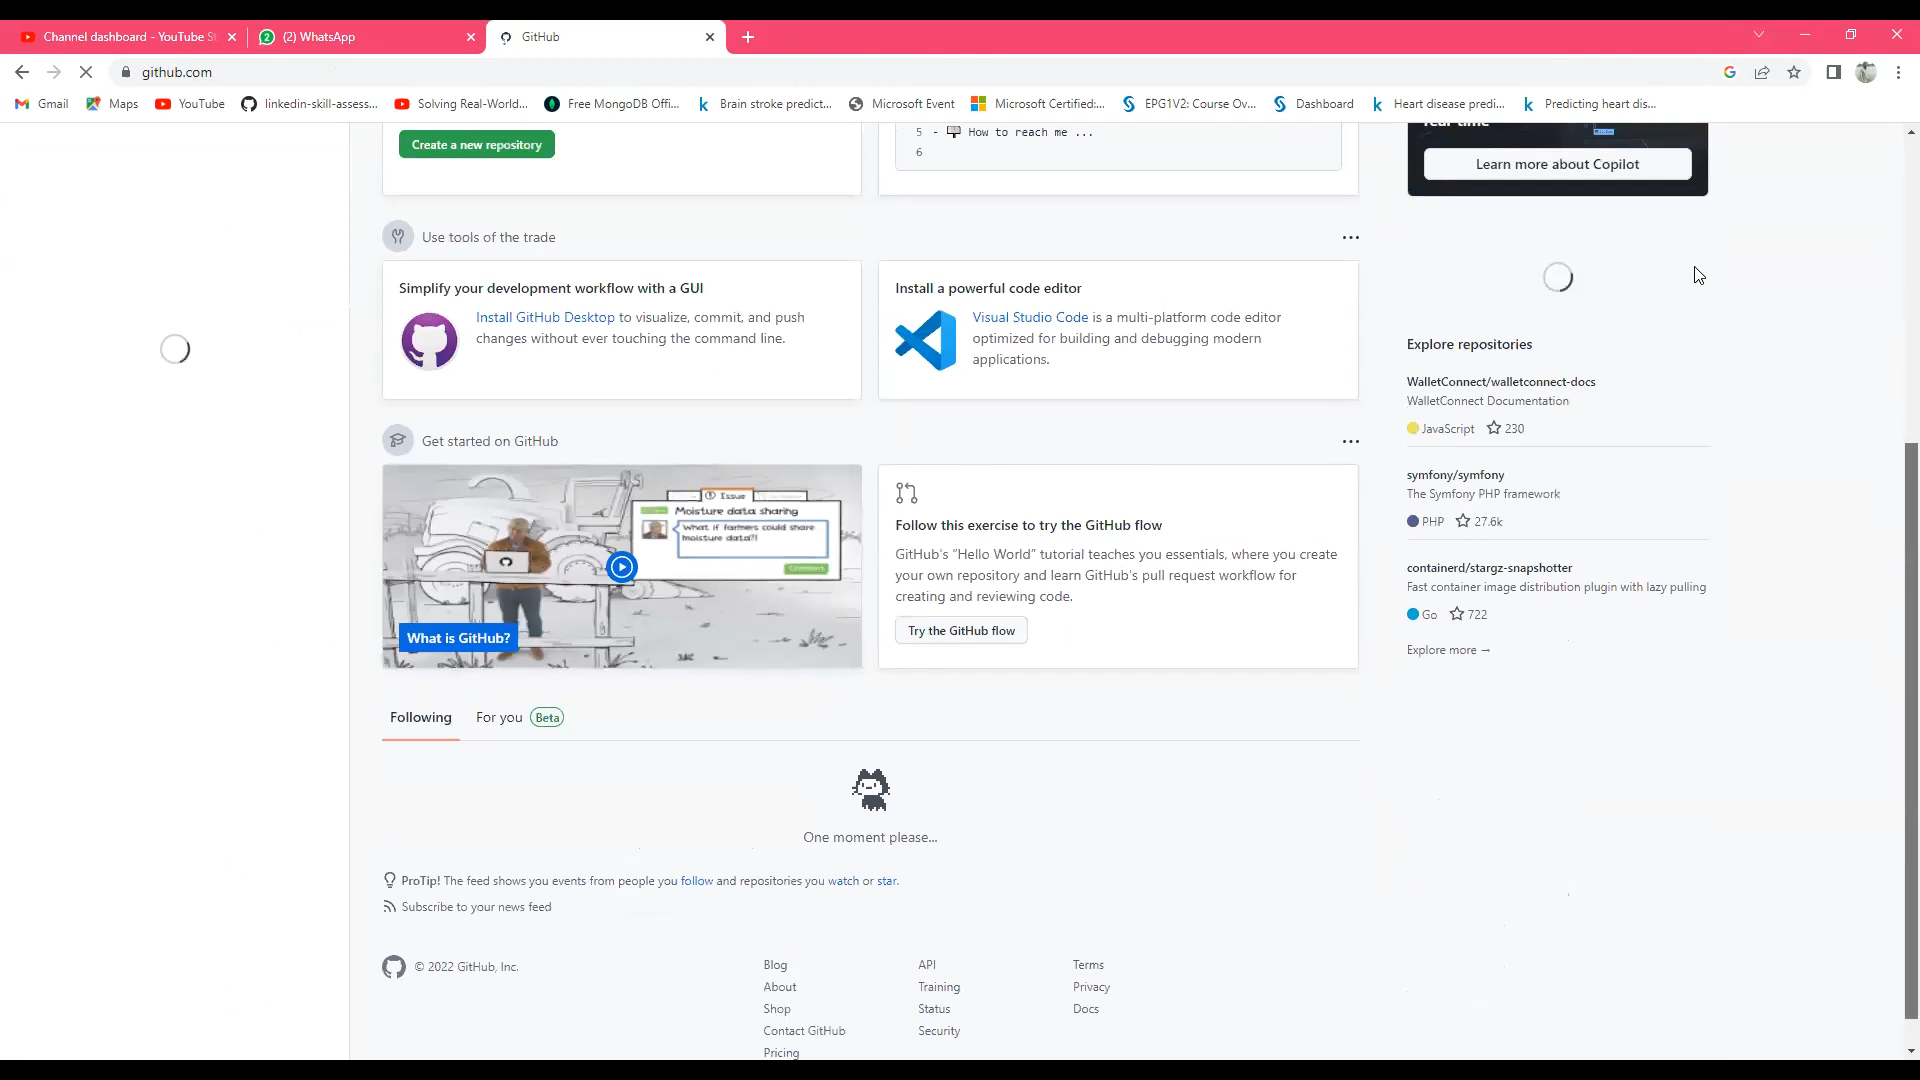 Channel dashboard - YouTube St
2 (2) WhatsApp
GitHub
github.com
Gmail
Maps
YouTube
linkedin-skill-assess...
Solving Real-World...
Free MongoDB Offi...
Brain stroke predict...
Microsoft Event
Microsoft Certified:...
EPG1V2: Course Ov...
Dashboard
Heart disease predi...
Predicting heart dis...
Create a new repository
5 - How to reach me ...
6
real time
Learn more about Copilot
Use tools of the trade
Simplify your development workflow with a GUI
Install GitHub Desktop to visualize, commit, and push
changes without ever touching the command line.
Install a powerful code editor
Visual Studio Code is a multi-platform code editor
optimized for building and debugging modern
applications.
Explore repositories
WalletConnect/walletconnect-docs
WalletConnect Documentation
JavaScript 230
symfony/symfony
The Symfony PHP framework
PHP 27.6k
containerd/stargz-snapshotter
Fast container image distribution plugin with lazy pulling
Go 722
Explore more →
Get started on GitHub
Issue
Moisture data sharing
What if farmers could share
moisture data?!
Comment
What is GitHub?
Follow this exercise to try the GitHub flow
GitHub's “Hello World” tutorial teaches you essentials, where you create
your own repository and learn GitHub's pull request workflow for
creating and reviewing code.
Try the GitHub flow
Following
For you Beta
One moment please...
ProTip! The feed shows you events from people you follow and repositories you watch or star.
Subscribe to your news feed
© 2022 GitHub, Inc.
Blog
About
Shop
Contact GitHub
Pricing
API
Training
Status
Security
Terms
Privacy
Docs